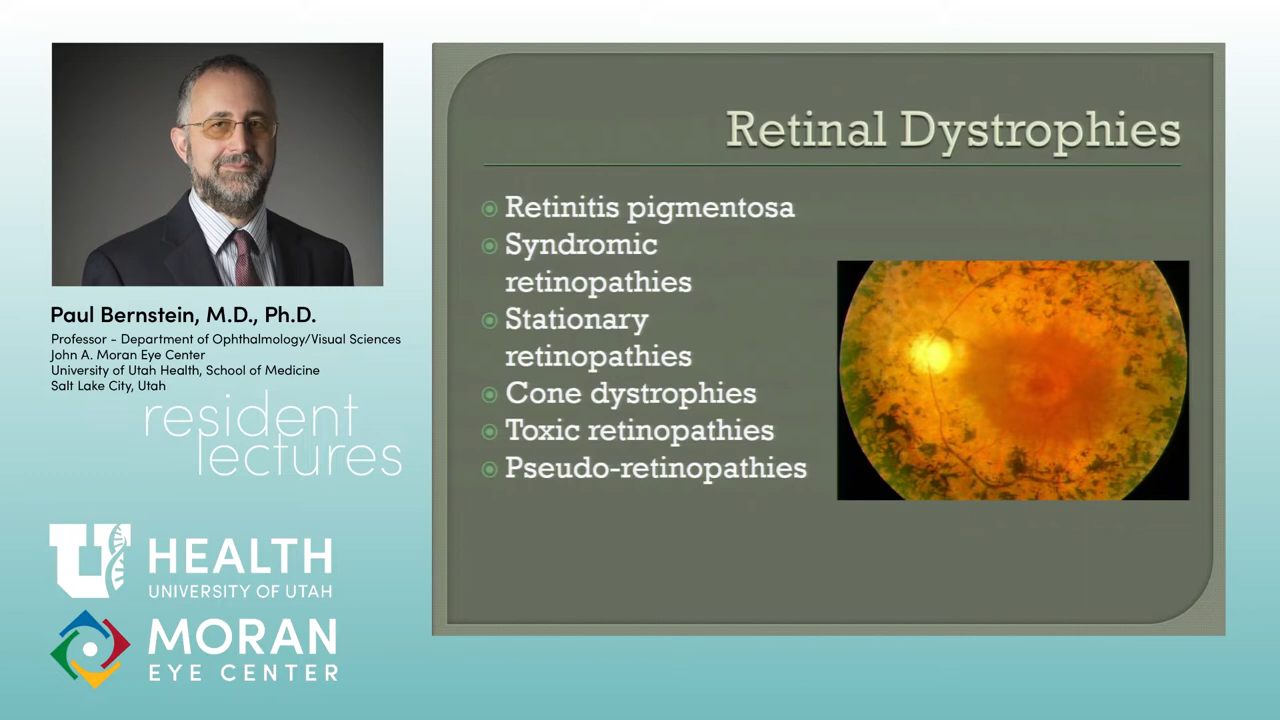 Paul Bernstein, M.D., Ph.D.
Professor - Department of Ophthalmology/Visual Sciences
John A. Moran Eye Center
University of Utah Health, School of Medicine
Salt Lake City, Utah
resident
lectures
U
HEALTH
UNIVERSITY OF UTAH
MORAN
EYE CENTER
Retinal Dystrophies
Retinitis pigmentosa
Syndromic
retinopathies
Stationary
retinopathies
Cone dystrophies
Toxic retinopathies
Pseudo-retinopathies